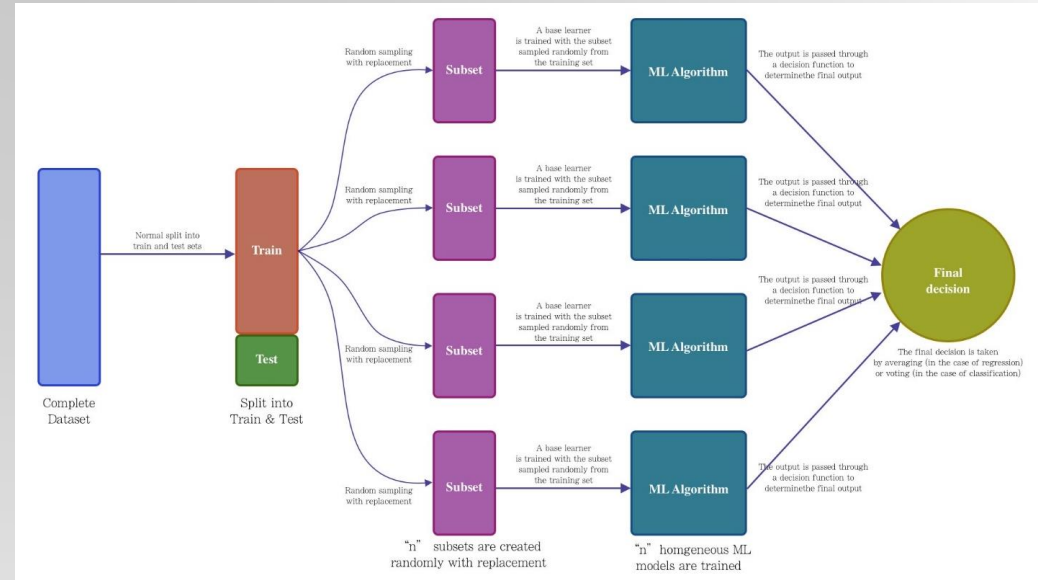 Normal split into
train and test sets
Complete
Dataset
Train
Test
Split into
Train & Test
Random sampling
with replacement
Subset
A base learner
is trained with the subset
sampled randomly from
the training set
ML Algorithm
The output is passed through
a decision function to
determinethe final output
Random sampling
with replacement
Subset
A base learner
is trained with the subset
sampled randomly from
the training set
ML Algorithm
The output is passed through
a decision function to
determinethe final output
Random sampling
with replacement
Subset
A base learner
is trained with the subset
sampled randomly from
the training set
ML Algorithm
The output is passed through
a decision function to
determinethe final output
Random sampling
with replacement
Subset
A base learner
is trained with the subset
sampled randomly from
the training set
ML Algorithm
The output is passed through
a decision function to
determinethe final output
"n" subsets are created
randomly with replacement
"n" homgeneous ML
models are trained
Final
decision
The final decision is taken
by averaging (in the case of regression)
or voting (in the case of classification)